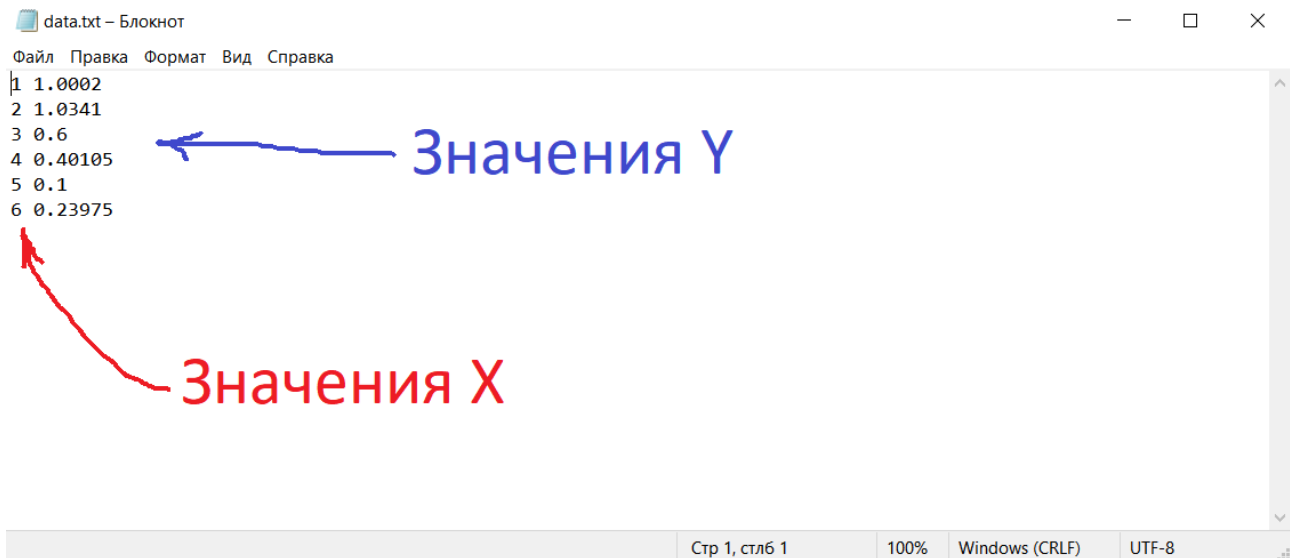 data.txt – Блокнот
Файл Правка Формат Вид Справка
1 1.0002
2 1.0341
3 0.6
4 0.40105
5 0.1
6 0.23975
Значения Y
Значения X
Стр 1, стлб 1 100% Windows (CRLF) UTF-8